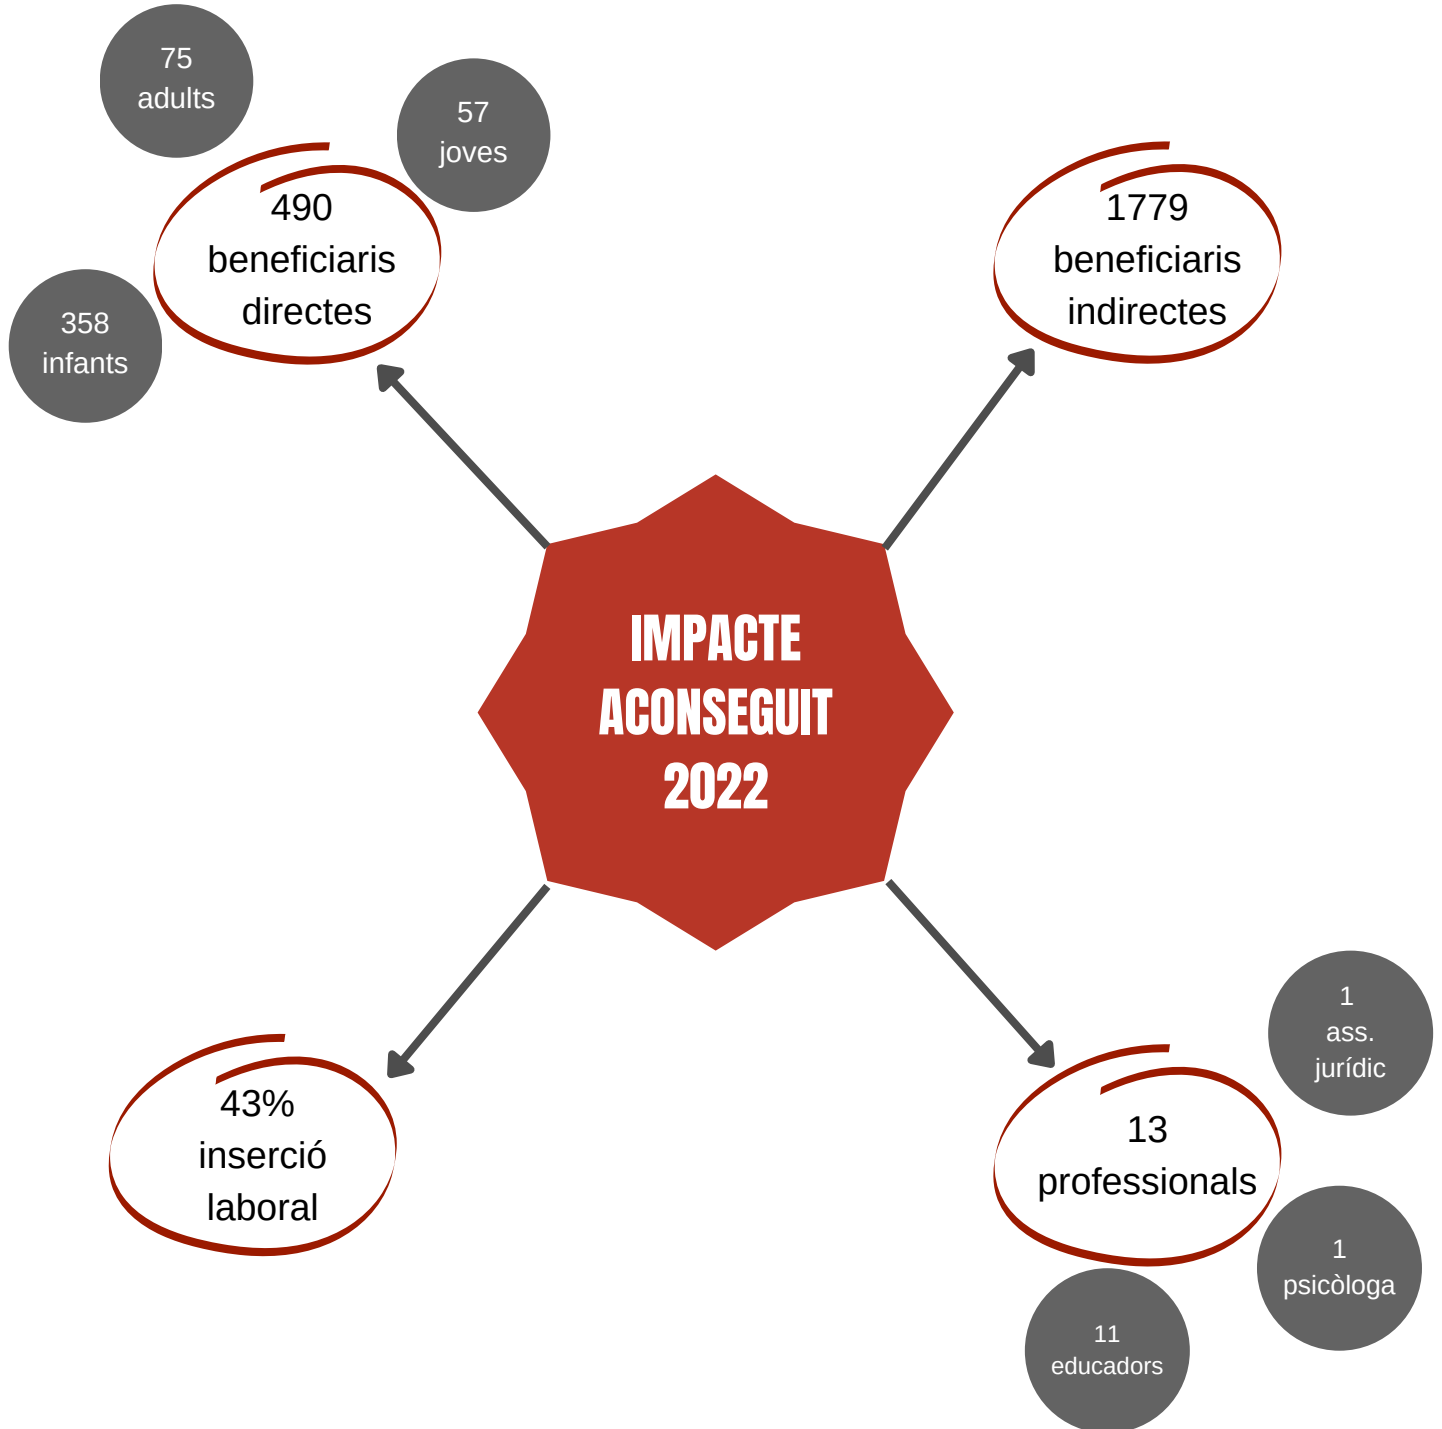 75
adults
57
joves
490
beneficiaris
directes
358
infants
1779
beneficiaris
indirectes
IMPACTE
ACONSEGUIT
2022
43%
inserció
laboral
13
professionals
1
ass.
jurídic
1
psicòloga
11
educadors